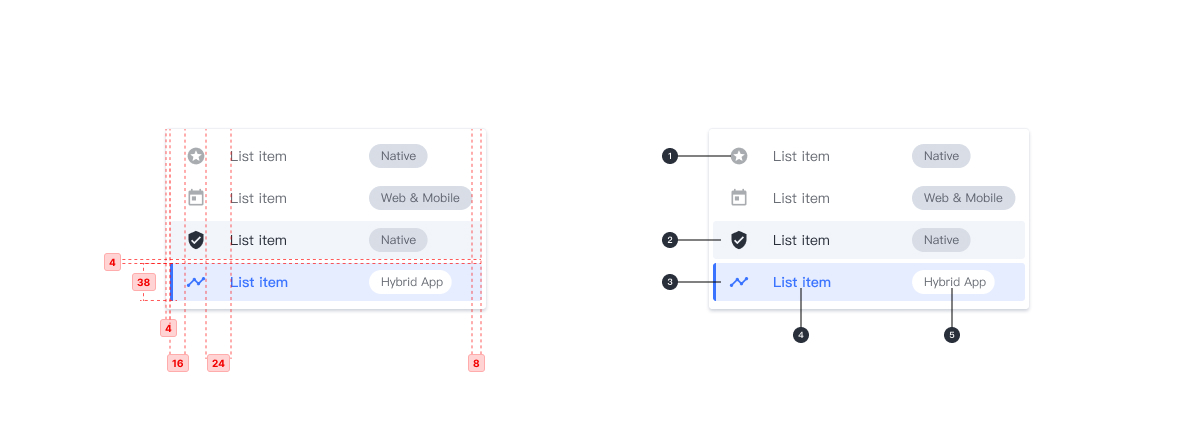 List item Native
List item Web & Mobile
List item Native
4
38
List item Hybrid App
4
16 24 8
1 List item Native
List item Web & Mobile
2 List item Native
3 List item Hybrid App
4 5